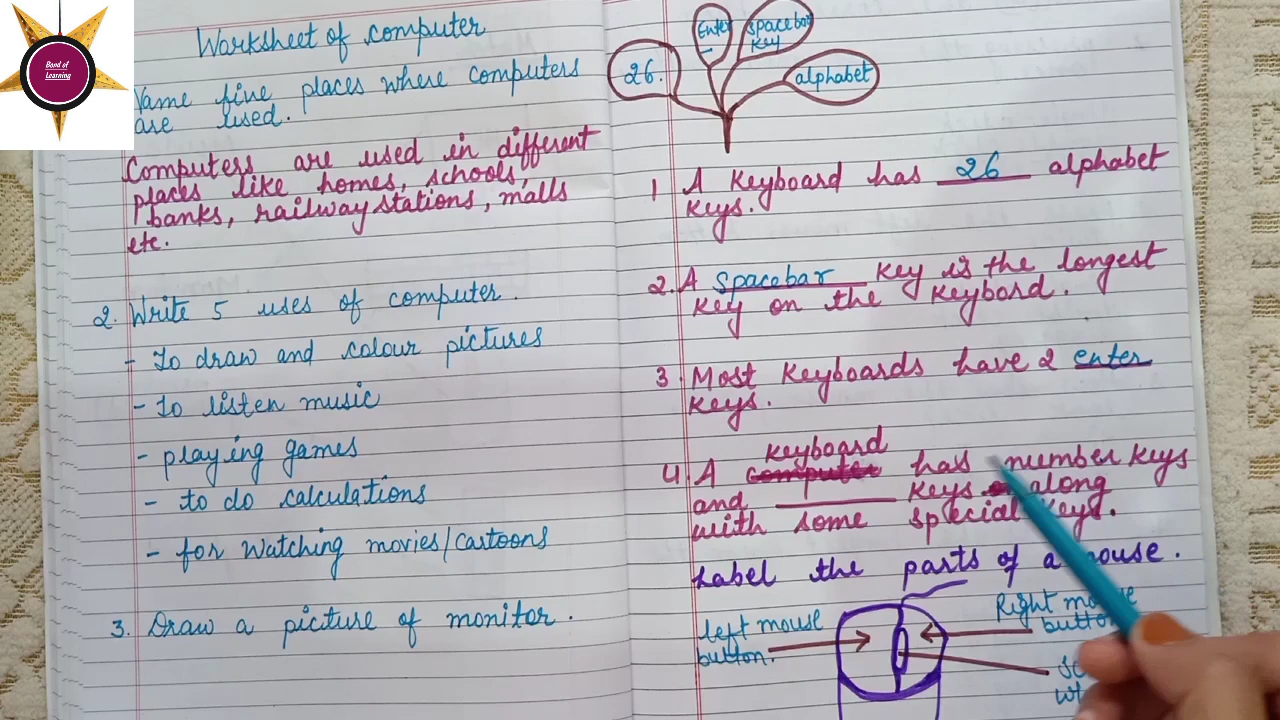 Band of
Learning
Worksheet of computer
Name five places where computers
are used.
Computerss are used in different
places like homes, schools,
banks, railway stations, malls
etc.
2. Write 5 uses of computer.
- To draw and colour pictures
- To listen music
- playing games
- to do calculations
- for watching movies/cartoons
3. Draw a picture of monitor.
26.
Enter
spacebar
key
alphabet
1 A Keyboard has 26 alphabet
keys.
2. A Spacebar key is the longest
key on the keybord.
3. Most keyboards have 2 enter
keys.
keyboard
4. A computer has number keys
and ______ keys along
with some special keys.
Label the parts of a mouse.
left mouse
button.
Right mouse
button